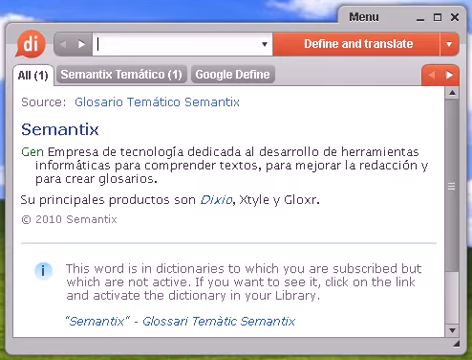 Menu
di
Define and translate
All (1)
Semantix Temático (1)
Google Define
Source: Glosario Temático Semantix
Semantix
Gen Empresa de tecnología dedicada al desarrollo de herramientas
informáticas para comprender textos, para mejorar la redacción y
para crear glosarios.
Su principales productos son Dixio, Xtyle y Gloxr.
© 2010 Semantix
i
This word is in dictionaries to which you are subscribed but
which are not active. If you want to see it, click on the link
and activate the dictionary in your Library.
"Semantix" - Glossari Temàtic Semantix